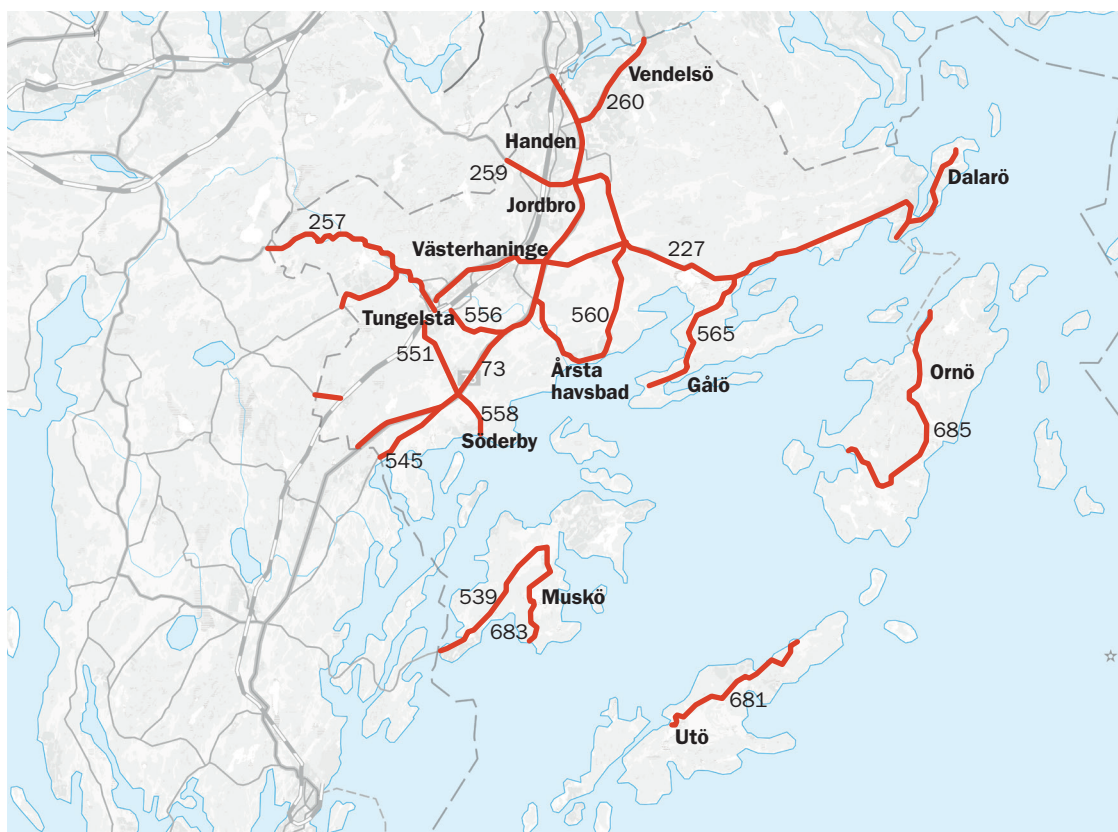 Vendelsö
260
Handen
259
Dalarö
Jordbro
257
Västerhaninge
227
Tungelsta
556
560
565
551
73
Årsta
havsbad
Gålö
Ornö
558
Söderby
685
545
539
Muskö
683
681
Utö